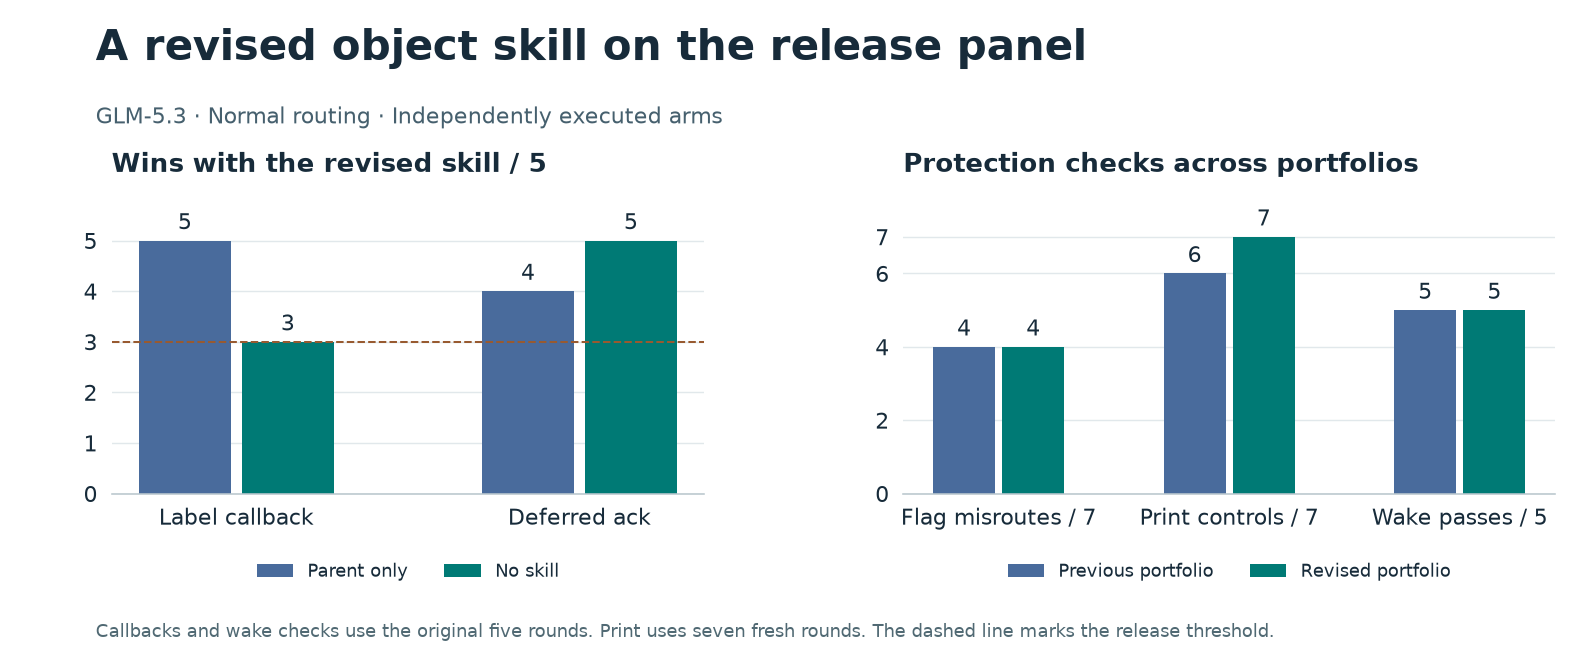 A revised object skill on the release panel
GLM-5.3 · Normal routing · Independently executed arms
Wins with the revised skill / 5
5
4
3
2
1
0
5
3
4
5
Label callback
Deferred ack
Parent only
No skill
Protection checks across portfolios
7
6
4
2
0
4
4
6
7
5
5
Flag misroutes / 7
Print controls / 7
Wake passes / 5
Previous portfolio
Revised portfolio
Callbacks and wake checks use the original five rounds. Print uses seven fresh rounds. The dashed line marks the release threshold.